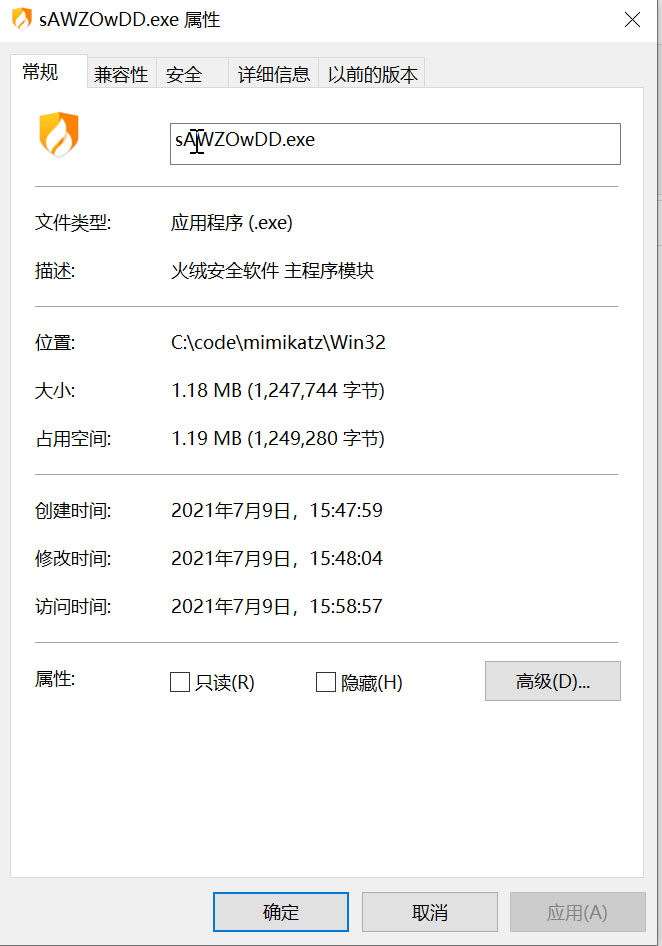 sAWZOwDD.exe 属性
常规 兼容性 安全 详细信息 以前的版本
sAWZOwDD.exe
文件类型: 应用程序 (.exe)
描述: 火绒安全软件 主程序模块
位置: C:\code\mimikatz\Win32
大小: 1.18 MB (1,247,744 字节)
占用空间: 1.19 MB (1,249,280 字节)
创建时间: 2021年7月9日，15:47:59
修改时间: 2021年7月9日，15:48:04
访问时间: 2021年7月9日，15:58:57
属性: 只读(R) 隐藏(H) 高级(D)...
确定 取消 应用(A)